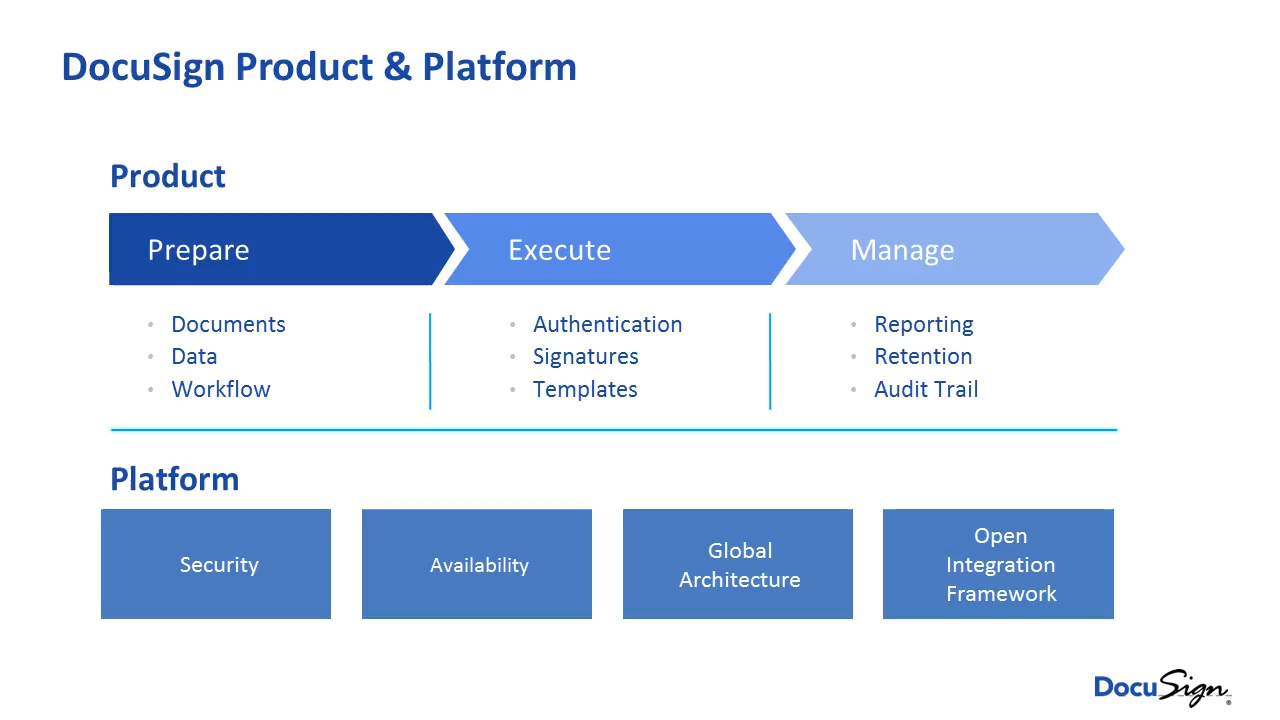 DocuSign Product & Platform
Product
Prepare
Execute
Manage
• Documents
• Data
• Workflow
• Authentication
• Signatures
• Templates
• Reporting
• Retention
• Audit Trail
Platform
Security
Availability
Global
Architecture
Open
Integration
Framework
DocuSign®